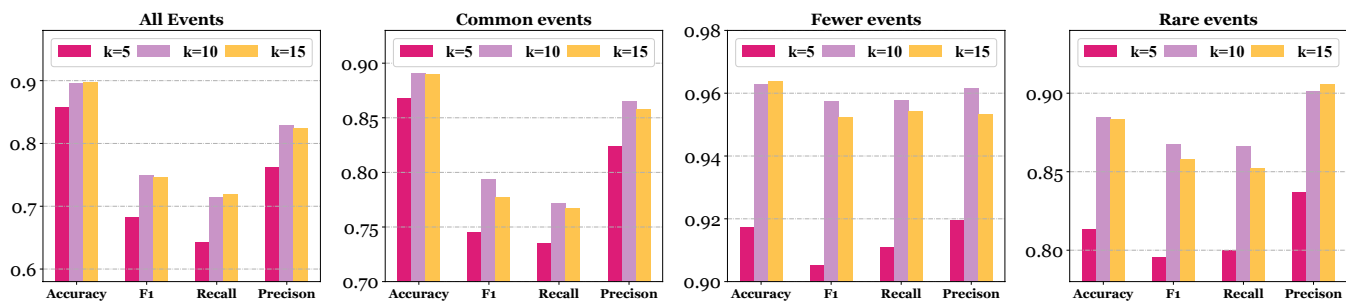 All Events
k=5 k=10 k=15
0.9
0.8
0.7
0.6
Accuracy F1 Recall Precison
Common events
k=5 k=10 k=15
0.90
0.85
0.80
0.75
0.70
Accuracy F1 Recall Precison
Fewer events
0.98
k=5 k=10 k=15
0.96
0.94
0.92
0.90
Accuracy F1 Recall Precison
Rare events
k=5 k=10 k=15
0.90
0.85
0.80
Accuracy F1 Recall Precison